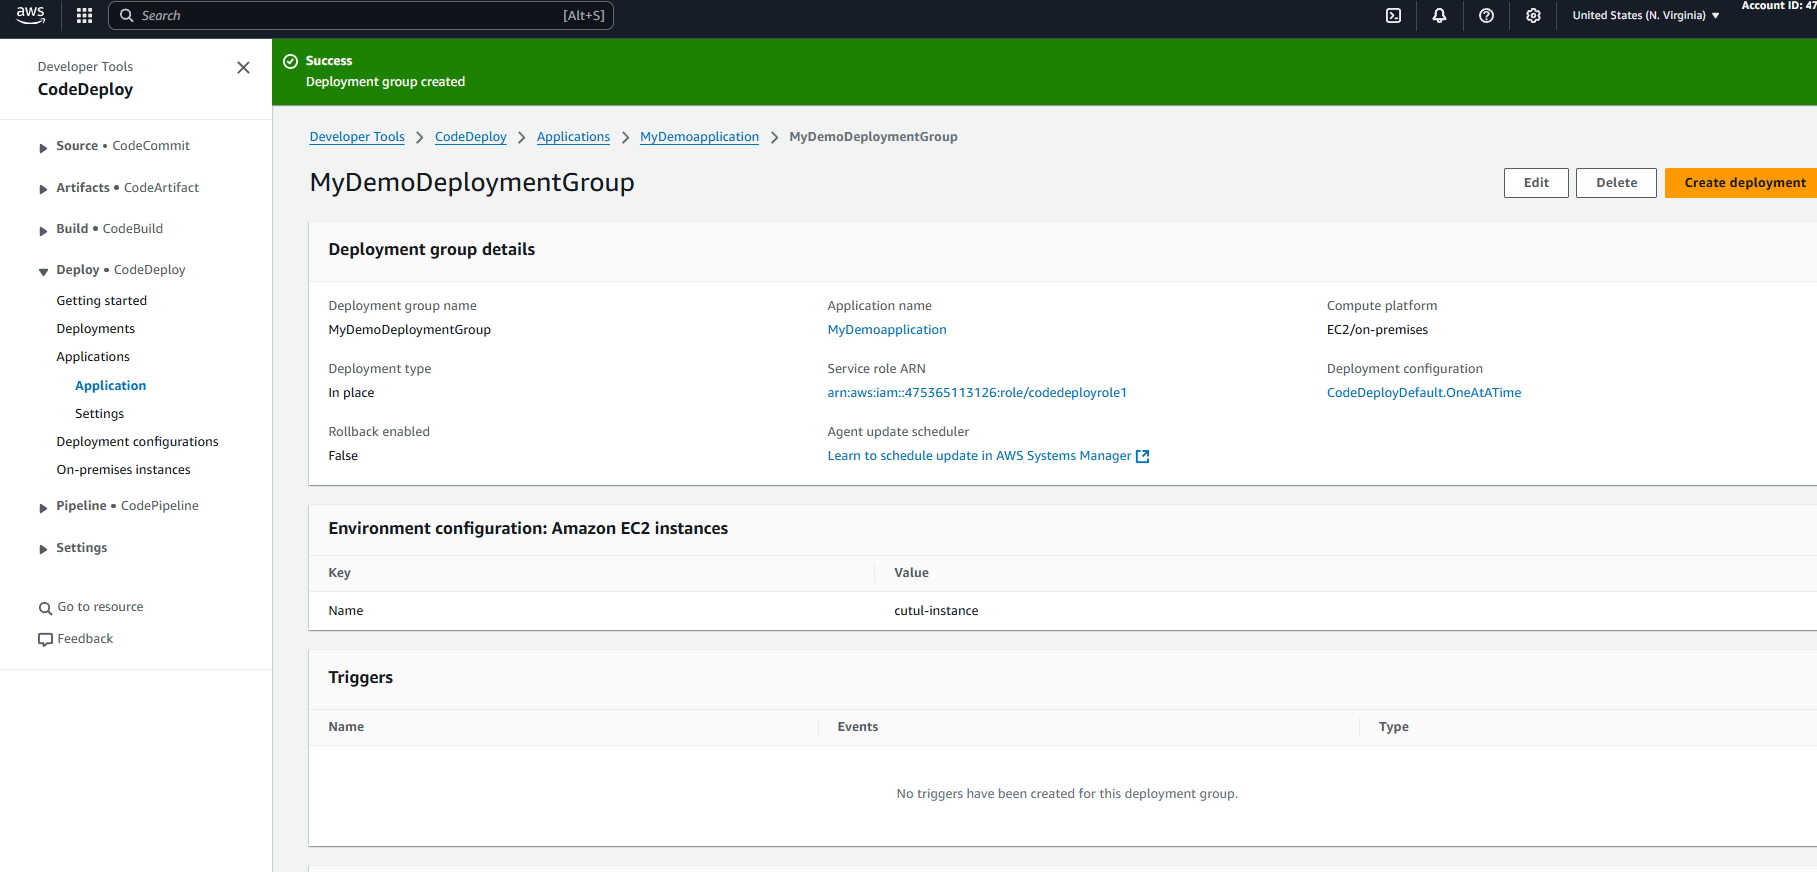 aws
Search [Alt+S]
United States (N. Virginia)
Account ID: 47
Developer Tools
CodeDeploy
Source • CodeCommit
Artifacts • CodeArtifact
Build • CodeBuild
Deploy • CodeDeploy
Getting started
Deployments
Applications
Application
Settings
Deployment configurations
On-premises instances
Pipeline • CodePipeline
Settings
Go to resource
Feedback
Success
Deployment group created
Developer Tools > CodeDeploy > Applications > MyDemoapplication > MyDemoDeploymentGroup
MyDemoDeploymentGroup
Edit Delete Create deployment
Deployment group details
Deployment group name Application name Compute platform
MyDemoDeploymentGroup MyDemoapplication EC2/on-premises
Deployment type Service role ARN Deployment configuration
In place arn:aws:iam::475365113126:role/codedeployrole1 CodeDeployDefault.OneAtATime
Rollback enabled Agent update scheduler
False Learn to schedule update in AWS Systems Manager
Environment configuration: Amazon EC2 instances
Key Value
Name cutul-instance
Triggers
Name Events Type
No triggers have been created for this deployment group.